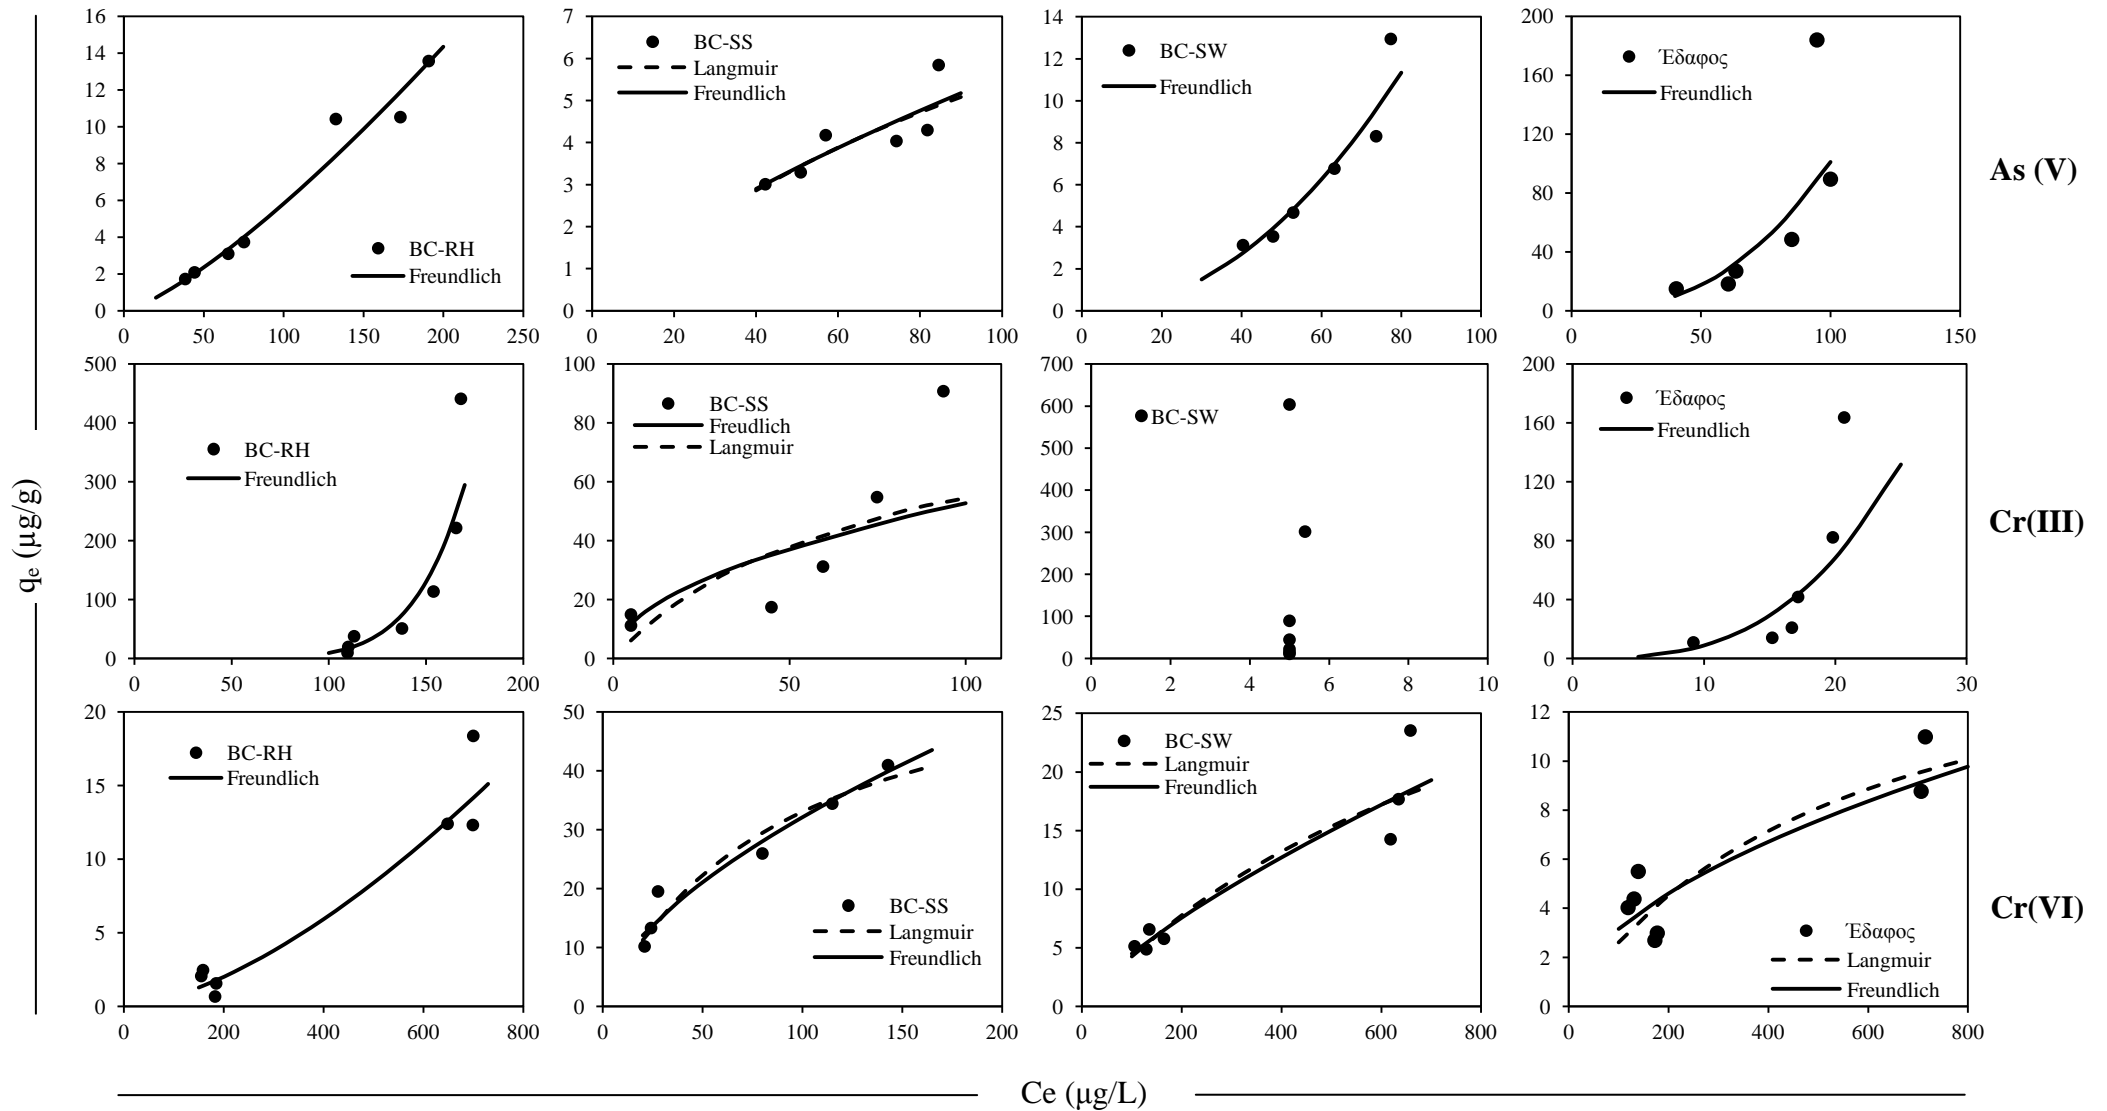 16
14
12
10
8
6
4
2
0
0 50 100 150 200 250
BC-RH
Freundlich
7
6
5
4
3
2
1
0
0 20 40 60 80 100
BC-SS
Langmuir
Freundlich
14
12
10
8
6
4
2
0
0 20 40 60 80 100
BC-SW
Freundlich
200
160
120
80
40
0
0 50 100 150
Έδαφος
Freundlich
As (V)
500
400
300
200
100
0
0 50 100 150 200
BC-RH
Freundlich
100
80
60
40
20
0
0 50 100
BC-SS
Freudlich
Langmuir
700
600
500
400
300
200
100
0
0 2 4 6 8 10
BC-SW
200
160
120
80
40
0
0 10 20 30
Έδαφος
Freundlich
Cr(III)
20
15
10
5
0
0 200 400 600 800
BC-RH
Freundlich
50
40
30
20
10
0
0 50 100 150 200
BC-SS
Langmuir
Freundlich
25
20
15
10
5
0
0 200 400 600 800
BC-SW
Langmuir
Freundlich
12
10
8
6
4
2
0
0 200 400 600 800
Έδαφος
Langmuir
Freundlich
Cr(VI)
qe (μg/g)
Ce (μg/L)